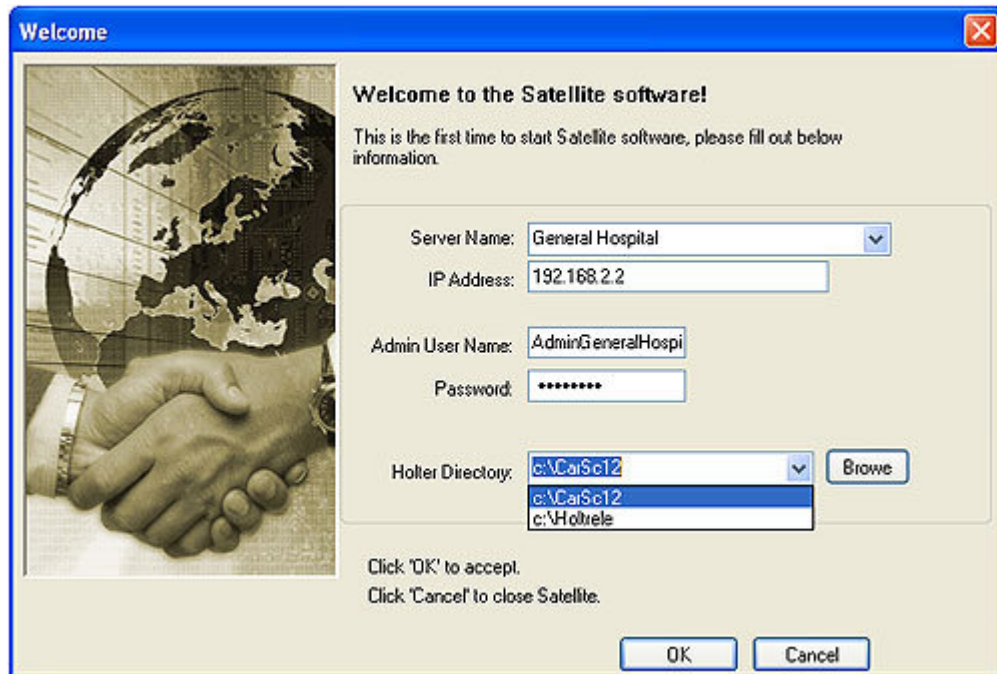 Welcome
Welcome to the Satellite software!
This is the first time to start Satellite software, please fill out below
information.
Server Name: General Hospital
IP Address: 192.168.2.2
Admin User Name: AdminGeneralHospi
Password: ••••••••
Holter Directory: c:\CarSc12 Browe
c:\CarSc12
c:\Holtrele
Click 'OK' to accept.
Click 'Cancel' to close Satellite.
OK Cancel